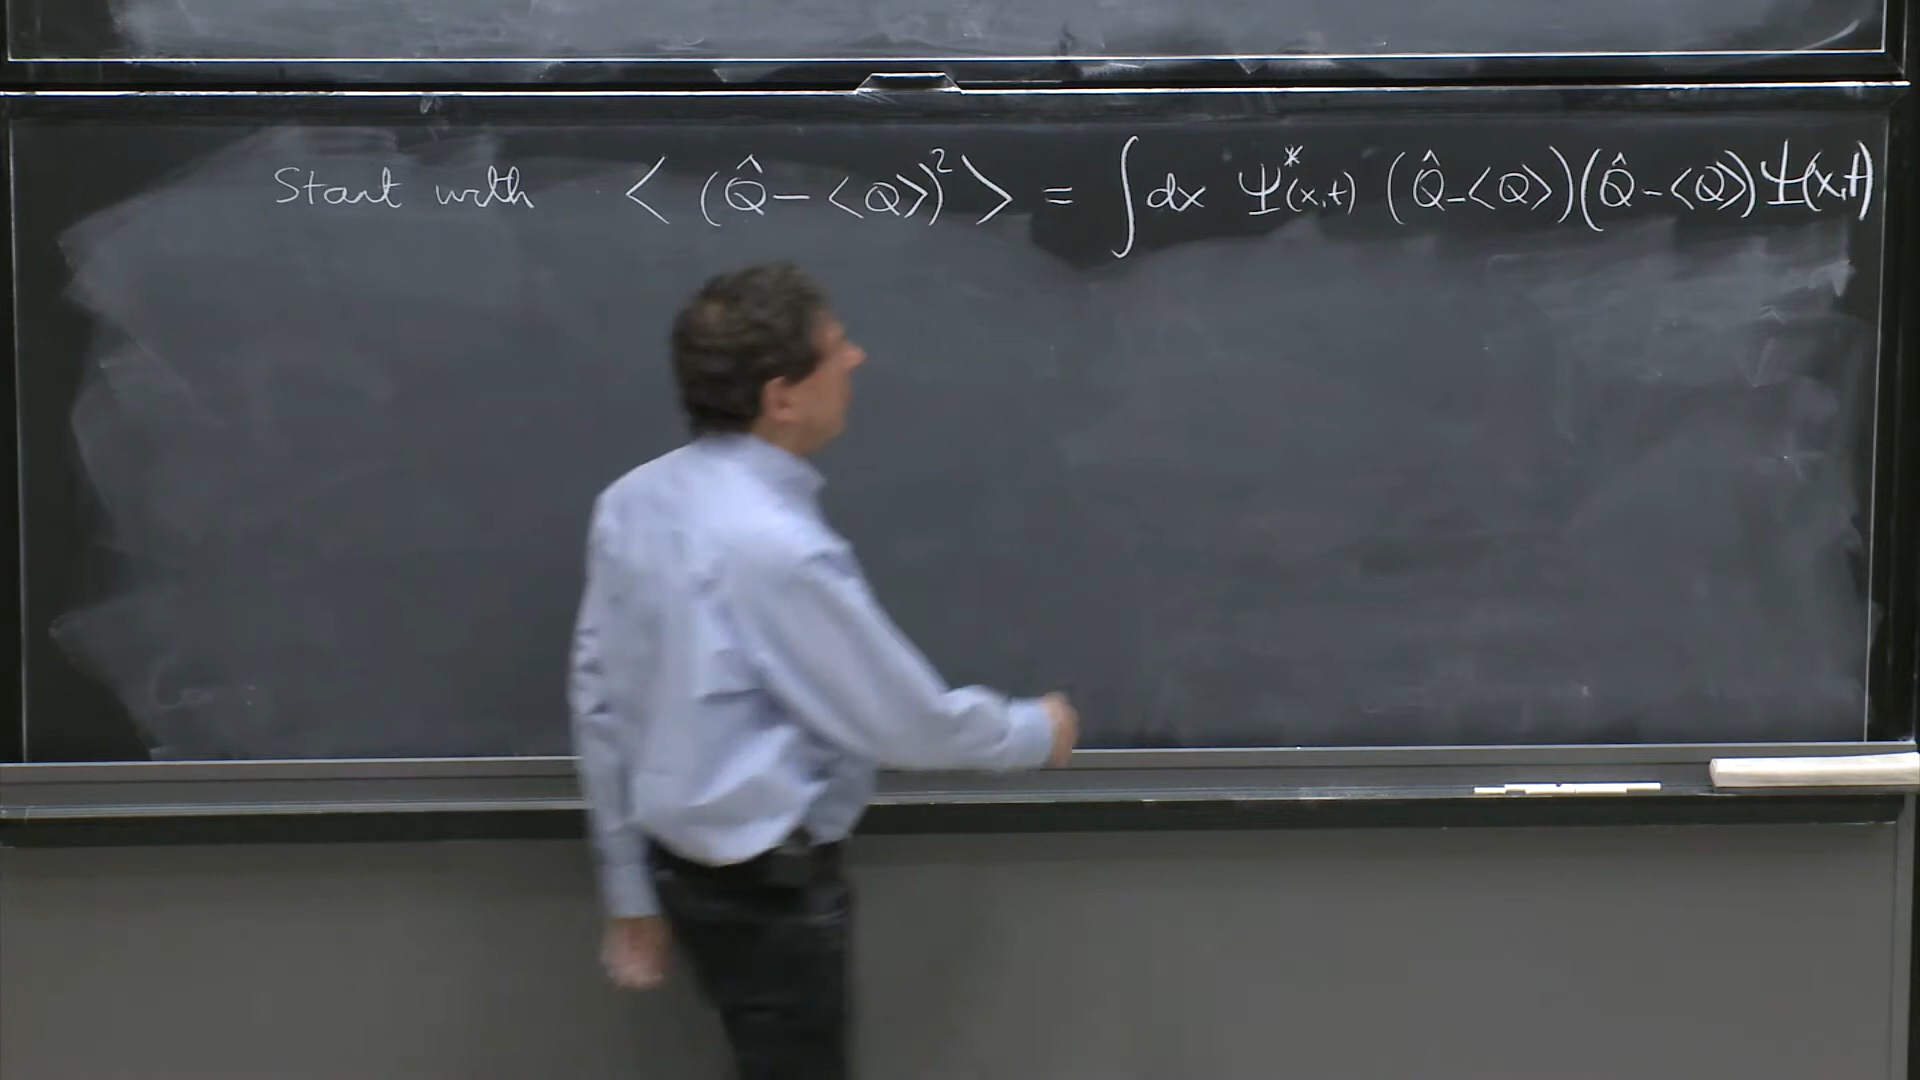 Start with < (Q̂ - <Q>)² > = ∫dx Ψ*(x,t) (Q̂-<Q>)(Q̂-<Q>)Ψ(x,t)